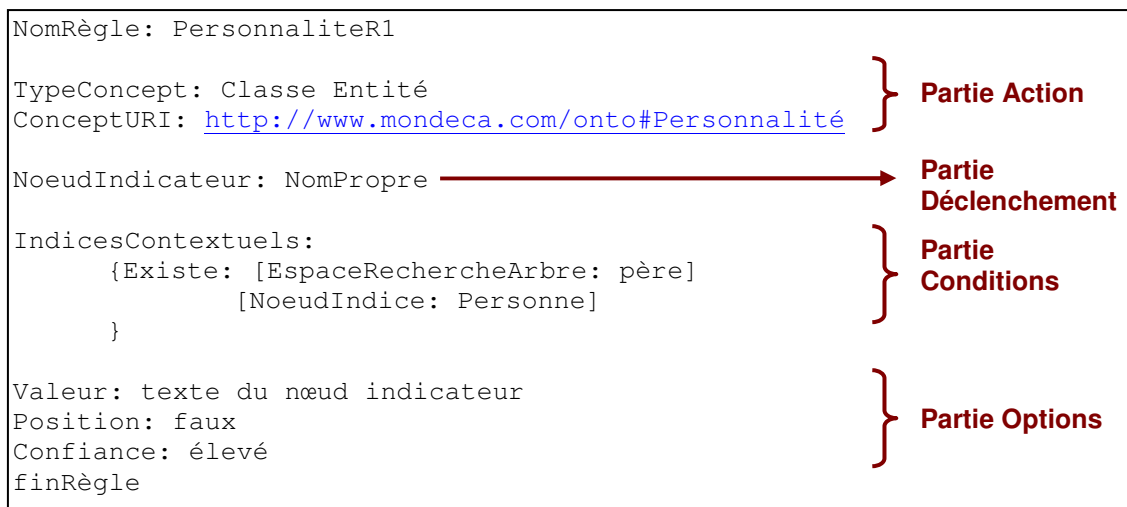 NomRègle: PersonnaliteR1
TypeConcept: Classe Entité
ConceptURI: http://www.mondeca.com/onto#Personnalité
Partie Action
NoeudIndicateur: NomPropre
Partie
Déclenchement
IndicesContextuels:
{Existe: [EspaceRechercheArbre: père]
[NoeudIndice: Personne]
}
Partie
Conditions
Valeur: texte du nœud indicateur
Position: faux
Confiance: élevé
finRègle
Partie Options